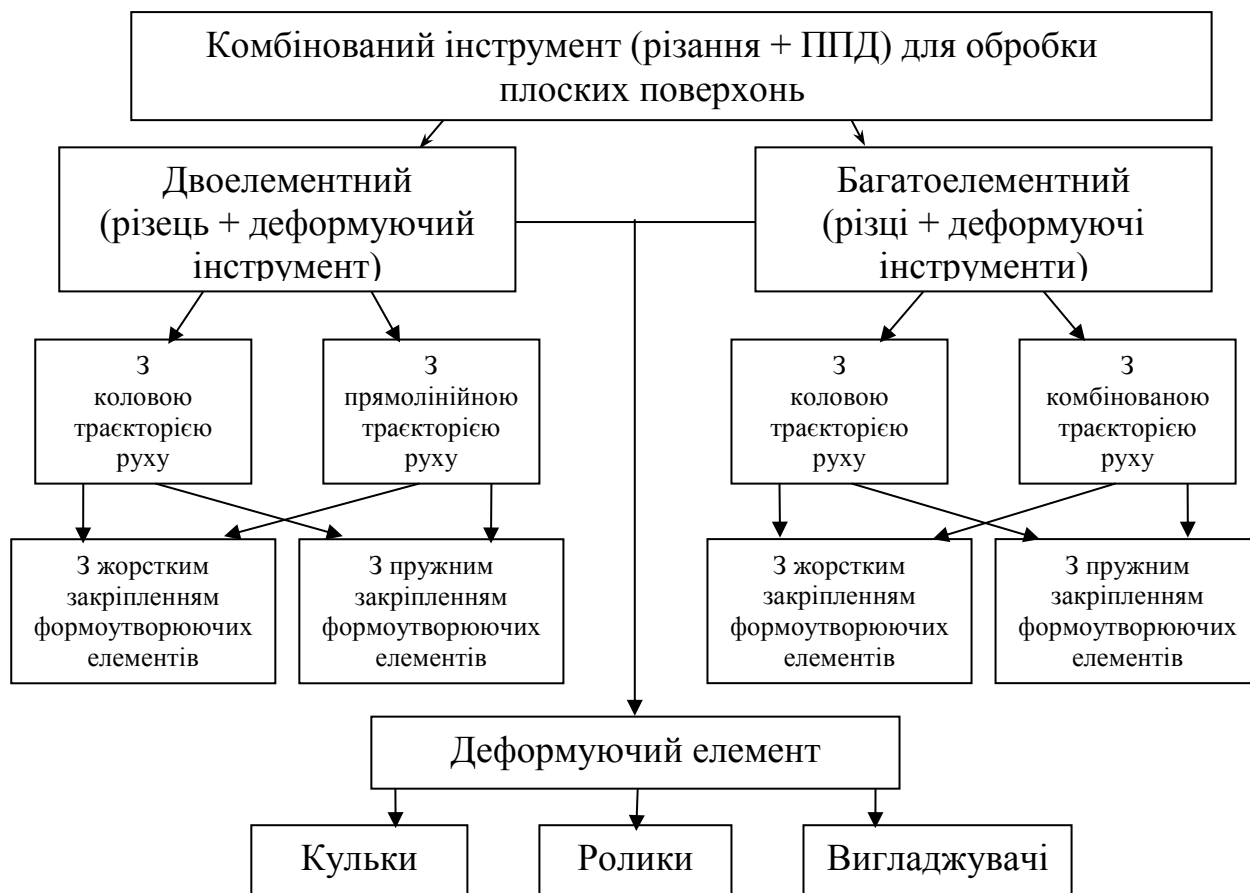 Комбінований інструмент (різання + ППД) для обробки
плоских поверхонь
Двоелементний
(різець + деформуючий
інструмент)
Багатоелементний
(різці + деформуючі
інструменти)
З
коловою
траєкторією
руху
З
прямолінійною
траєкторією
руху
З
коловою
траєкторією
руху
З
комбінованою
траєкторією
руху
З жорстким
закріпленням
формоутворюючих
елементів
З пружним
закріпленням
формоутворюючих
елементів
З жорстким
закріпленням
формоутворюючих
елементів
З пружним
закріпленням
формоутворюючих
елементів
Деформуючий елемент
Кульки
Ролики
Вигладжувачі